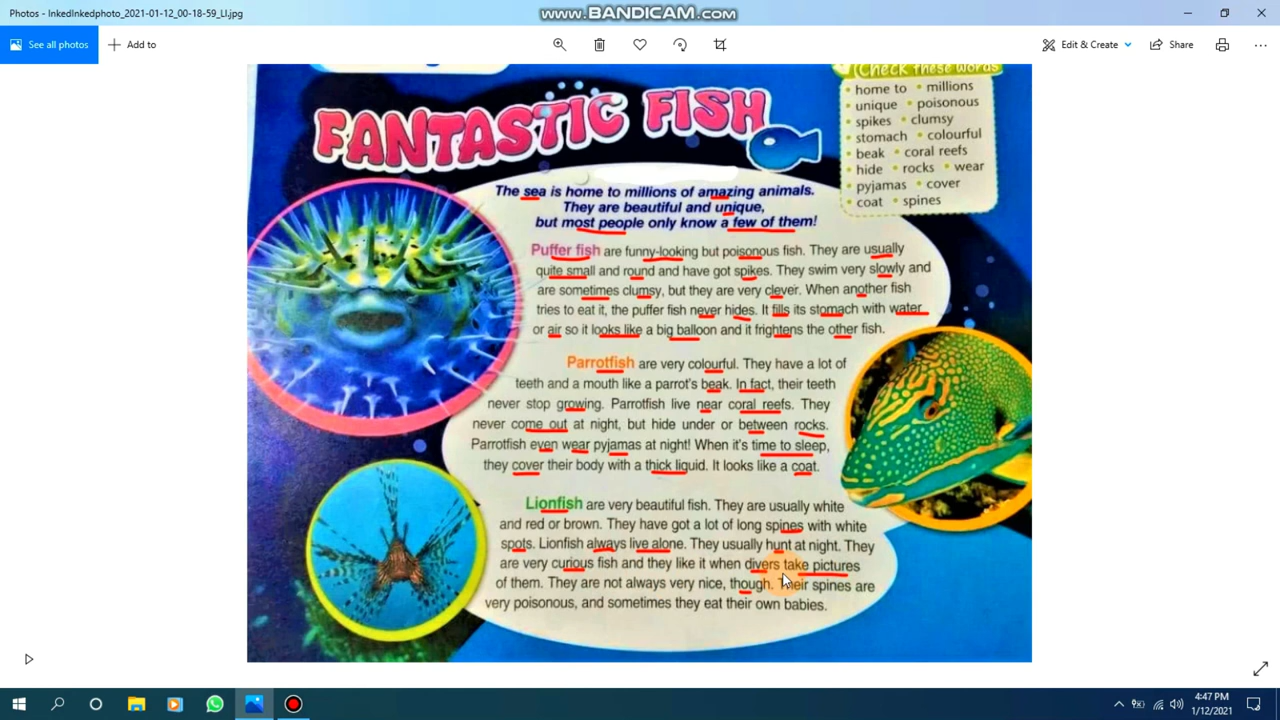 Photos - InkedInkedphoto_2021-01-12_00-18-59_LI.jpg
www.BANDICAM.com
See all photos
Add to
Edit & Create
Share
(Check these words
• home to • millions
• unique • poisonous
• spikes • clumsy
• stomach • colourful
• beak • coral reefs
• hide • rocks • wear
• pyjamas • cover
• coat • spines
FANTASTIC FISH
The sea is home to millions of amazing animals.
They are beautiful and unique,
but most people only know a few of them!
Puffer fish are funny-looking but poisonous fish. They are usually
quite small and round and have got spikes. They swim very slowly and
are sometimes clumsy, but they are very clever. When another fish
tries to eat it, the puffer fish never hides. It fills its stomach with water
or air so it looks like a big balloon and it frightens the other fish.
Parrotfish are very colourful. They have a lot of
teeth and a mouth like a parrot's beak. In fact, their teeth
never stop growing. Parrotfish live near coral reefs. They
never come out at night, but hide under or between rocks.
Parrotfish even wear pyjamas at night! When it's time to sleep,
they cover their body with a thick liquid. It looks like a coat.
Lionfish are very beautiful fish. They are usually white
and red or brown. They have got a lot of long spines with white
spots. Lionfish always live alone. They usually hunt at night. They
are very curious fish and they like it when divers take pictures
of them. They are not always very nice, though. Their spines are
very poisonous, and sometimes they eat their own babies.
4:47 PM
1/12/2021